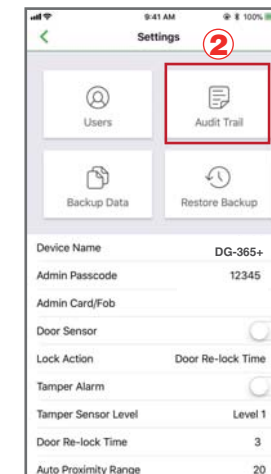 9:41 AM 100%
Settings
2
Users Audit Trail
Backup Data Restore Backup
Device Name DG-365+
Admin Passcode 12345
Admin Card/Fob
Door Sensor
Lock Action Door Re-lock Time
Tamper Alarm
Tamper Sensor Level Level 1
Door Re-lock Time 3
Auto Proximity Range 20